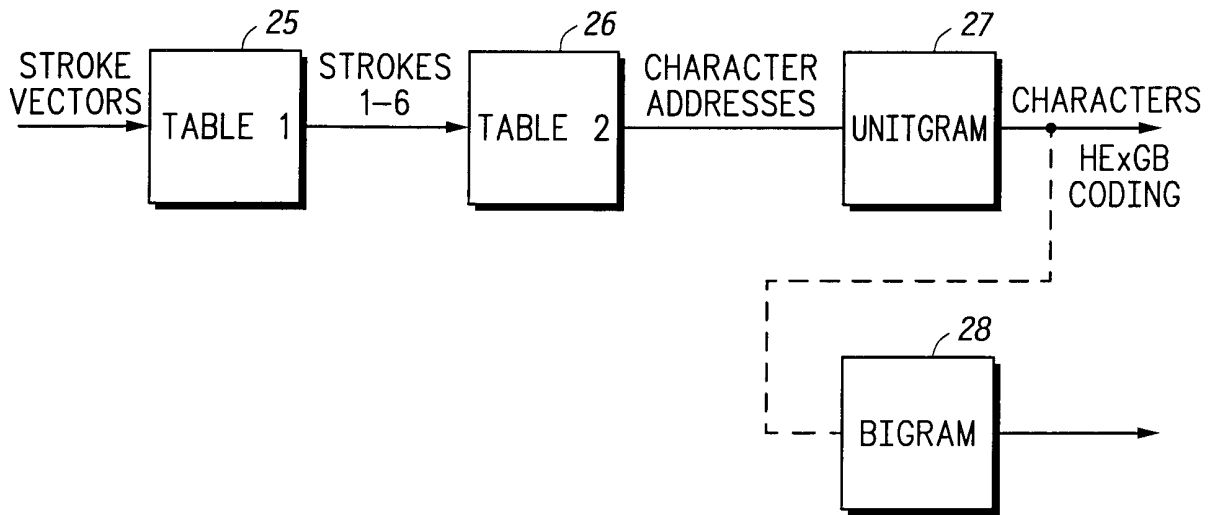 25
26
27
STROKE
VECTORS
TABLE 1
STROKES
1-6
TABLE 2
CHARACTER
ADDRESSES
UNITGRAM
CHARACTERS
HExGB
CODING
28
BIGRAM